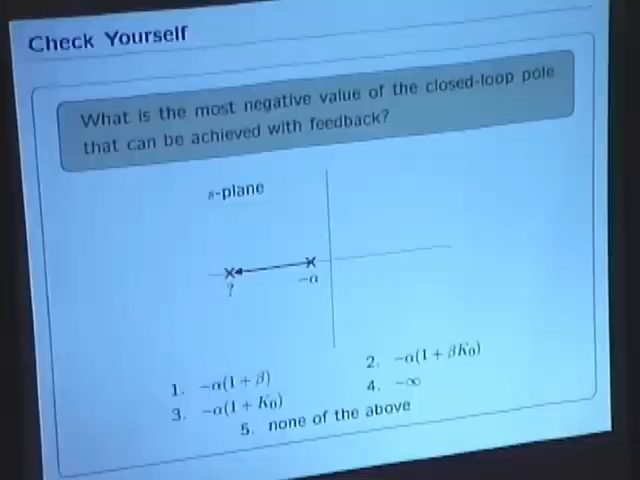 Check Yourself
What is the most negative value of the closed-loop pole
that can be achieved with feedback?
s-plane
?
−α
1. −α(1 + β)
2. −α(1 + βK₀)
3. −α(1 + K₀)
4. −∞
5. none of the above